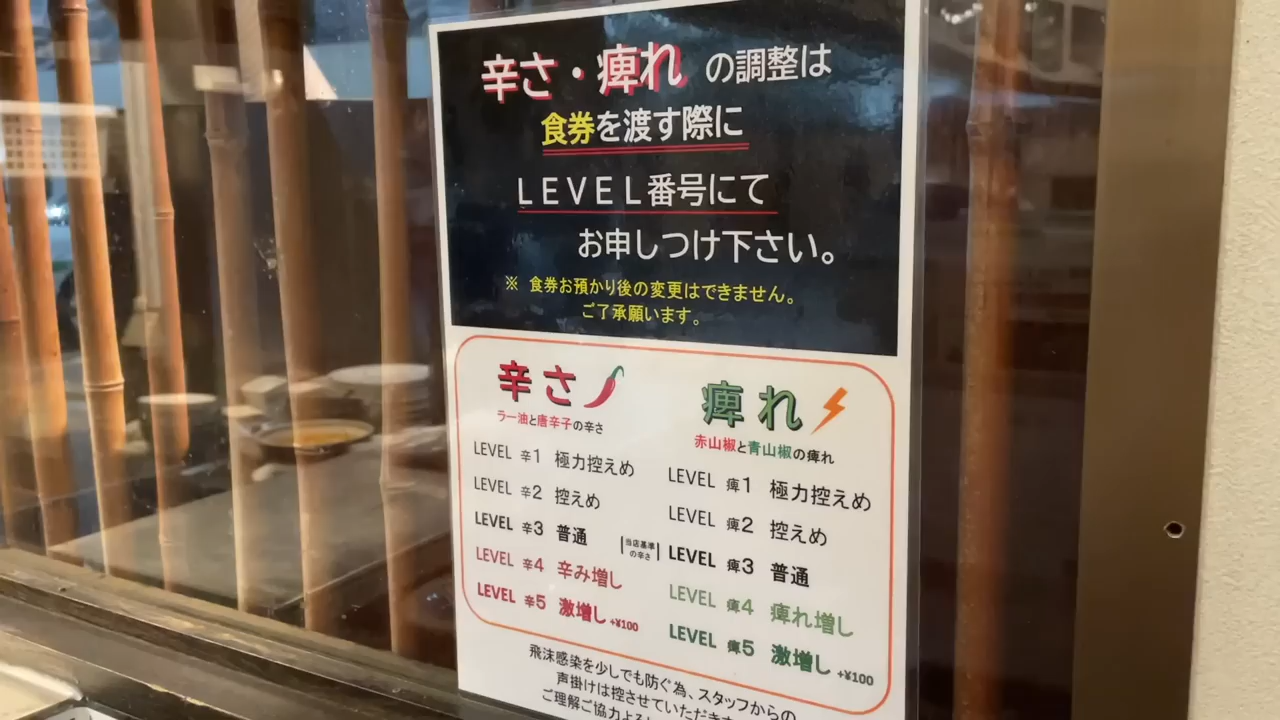 辛さ・痺れ の調整は
食券を渡す際に
LEVEL番号にて
お申しつけ下さい。
※ 食券お預かり後の変更はできません。
ご了承願います。
辛さ
ラー油と唐辛子の辛さ
LEVEL 辛1 極力控えめ
LEVEL 辛2 控えめ
LEVEL 辛3 普通
LEVEL 辛4 辛み増し
LEVEL 辛5 激増し +¥100
当店基準
の辛さ
痺れ
赤山椒と青山椒の痺れ
LEVEL 痺1 極力控えめ
LEVEL 痺2 控えめ
LEVEL 痺3 普通
LEVEL 痺4 痺れ増し
LEVEL 痺5 激増し +¥100
飛沫感染を少しでも防ぐ為、スタッフからの
声掛けは控させていただきま
ご理解ご協力よろ